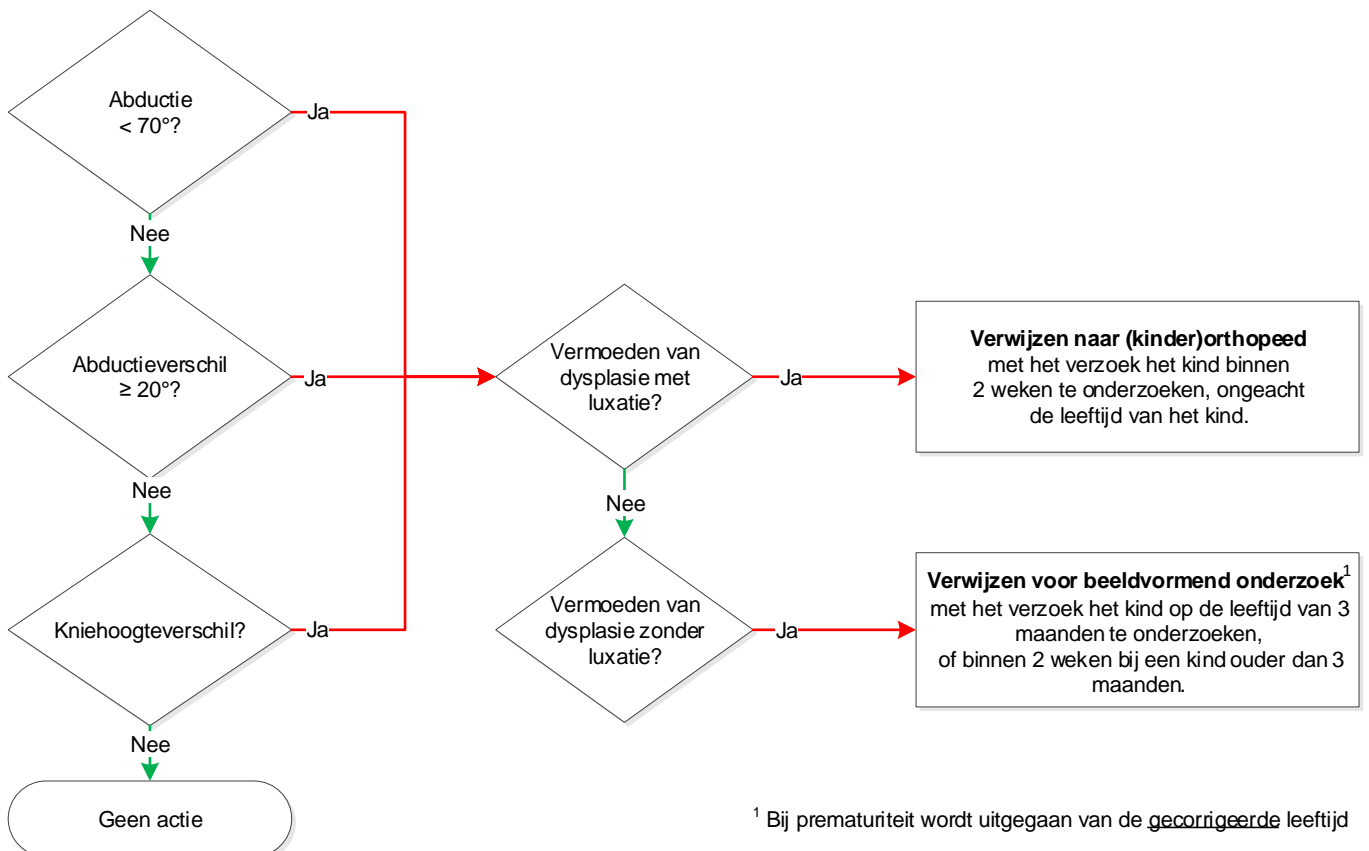 Abductie
< 70°?
Ja
Nee
Abductieverschil
≥ 20°?
Ja
Nee
Kniehoogteverschil?
Ja
Nee
Geen actie
Vermoeden van
dysplasie met
luxatie?
Ja
Nee
Vermoeden van
dysplasie zonder
luxatie?
Ja
Verwijzen naar (kinder)orthopeed
met het verzoek het kind binnen
2 weken te onderzoeken, ongeacht
de leeftijd van het kind.
Verwijzen voor beeldvormend onderzoek¹
met het verzoek het kind op de leeftijd van 3
maanden te onderzoeken,
of binnen 2 weken bij een kind ouder dan 3
maanden.
¹ Bij prematuriteit wordt uitgegaan van de gecorrigeerde leeftijd